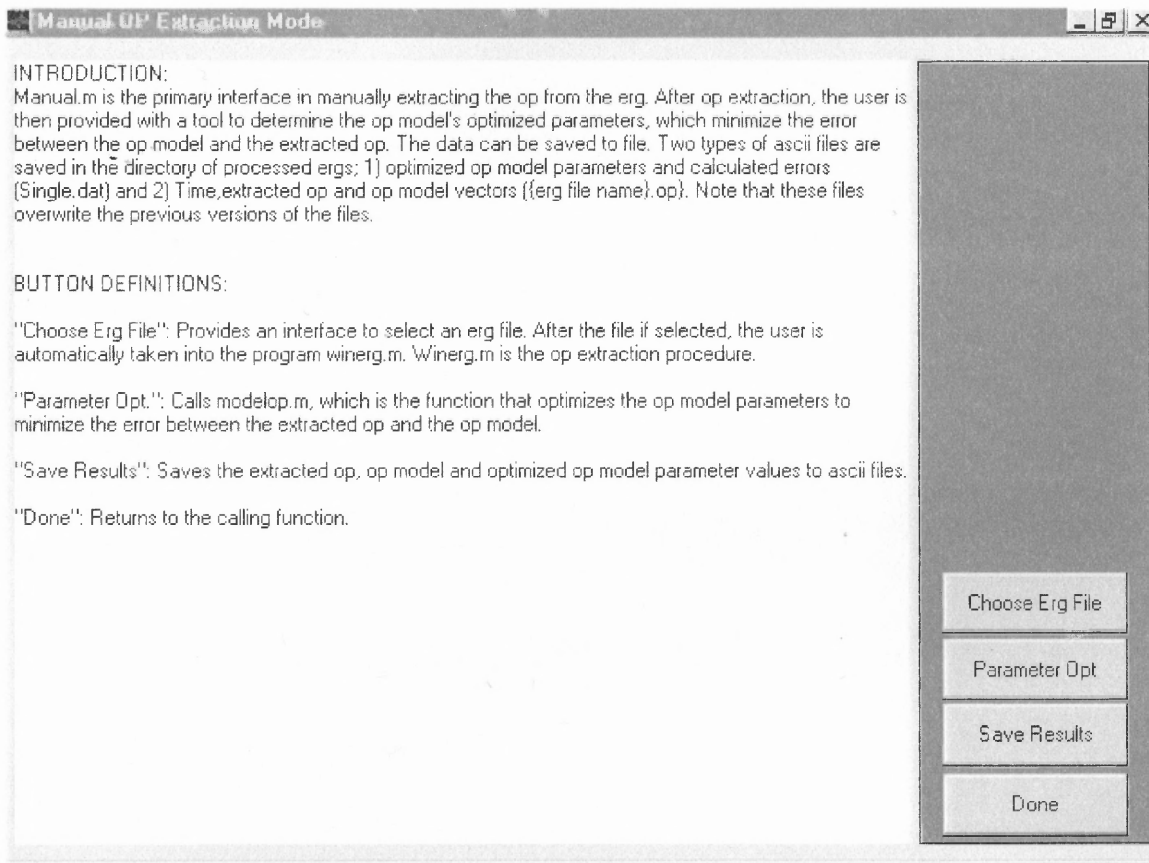 Manual OP Extraction Mode
INTRODUCTION:
Manual.m is the primary interface in manually extracting the op from the erg. After op extraction, the user is
then provided with a tool to determine the op model's optimized parameters, which minimize the error
between the op model and the extracted op. The data can be saved to file. Two types of ascii files are
saved in the directory of processed ergs; 1) optimized op model parameters and calculated errors
(Single.dat) and 2) Time,extracted op and op model vectors ({erg file name}.op}. Note that these files
overwrite the previous versions of the files.
BUTTON DEFINITIONS:
"Choose Erg File": Provides an interface to select an erg file. After the file if selected, the user is
automatically taken into the program winerg.m. Winerg.m is the op extraction procedure.
"Parameter Opt.": Calls modelop.m, which is the function that optimizes the op model parameters to
minimize the error between the extracted op and the op model.
"Save Results": Saves the extracted op, op model and optimized op model parameter values to ascii files.
"Done": Returns to the calling function.
Choose Erg File
Parameter Opt
Save Results
Done